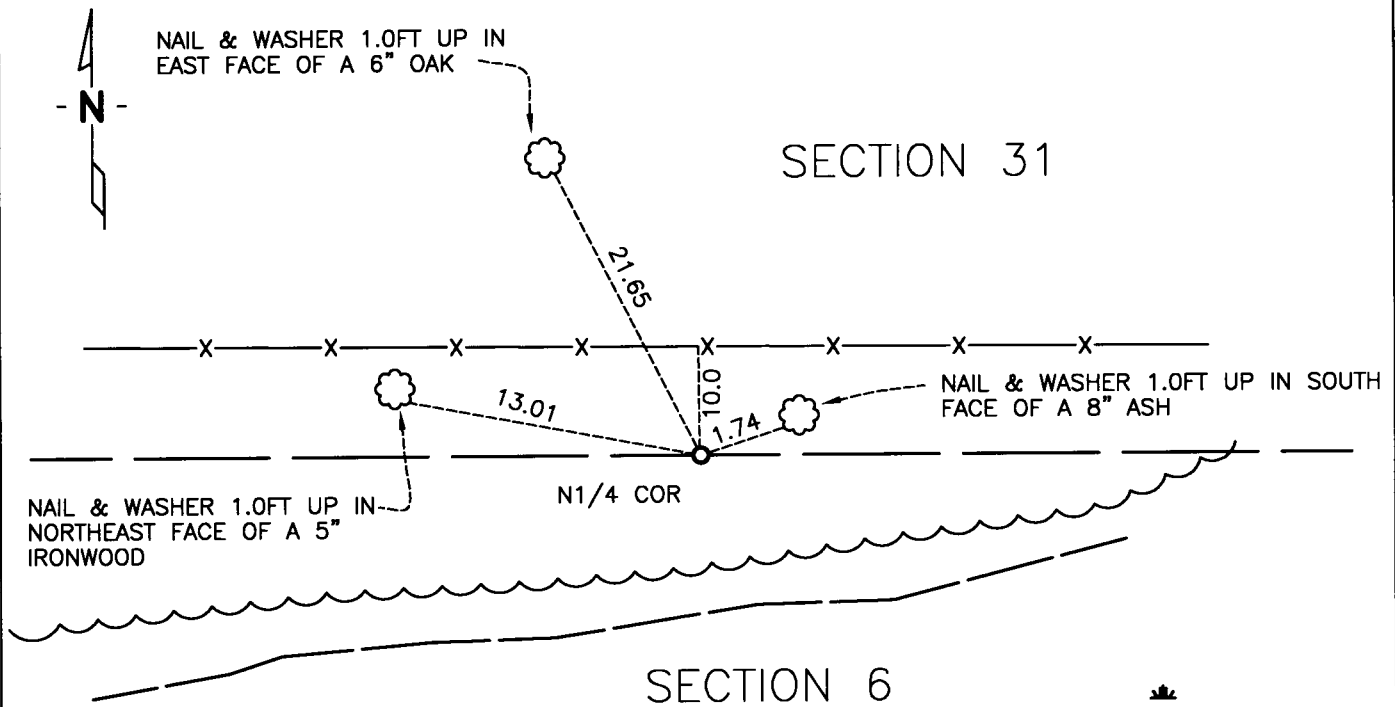 NAIL & WASHER 1.0FT UP IN
EAST FACE OF A 6" OAK
- N -
SECTION 31
21.65
X X X X X X X X
13.01
10.0
1.74
NAIL & WASHER 1.0FT UP IN SOUTH
FACE OF A 8" ASH
N1/4 COR
NAIL & WASHER 1.0FT UP IN
NORTHEAST FACE OF A 5"
IRONWOOD
SECTION 6